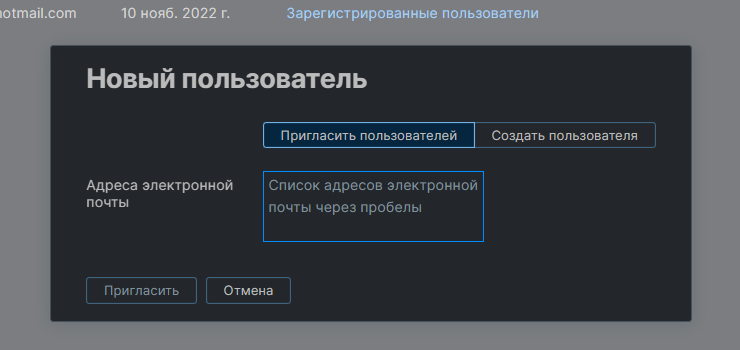 hotmail.com 10 нояб. 2022 г. Зарегистрированные пользователи
Новый пользователь
Пригласить пользователей Создать пользователя
Адреса электронной
почты
Список адресов электронной
почты через пробелы
Пригласить Отмена